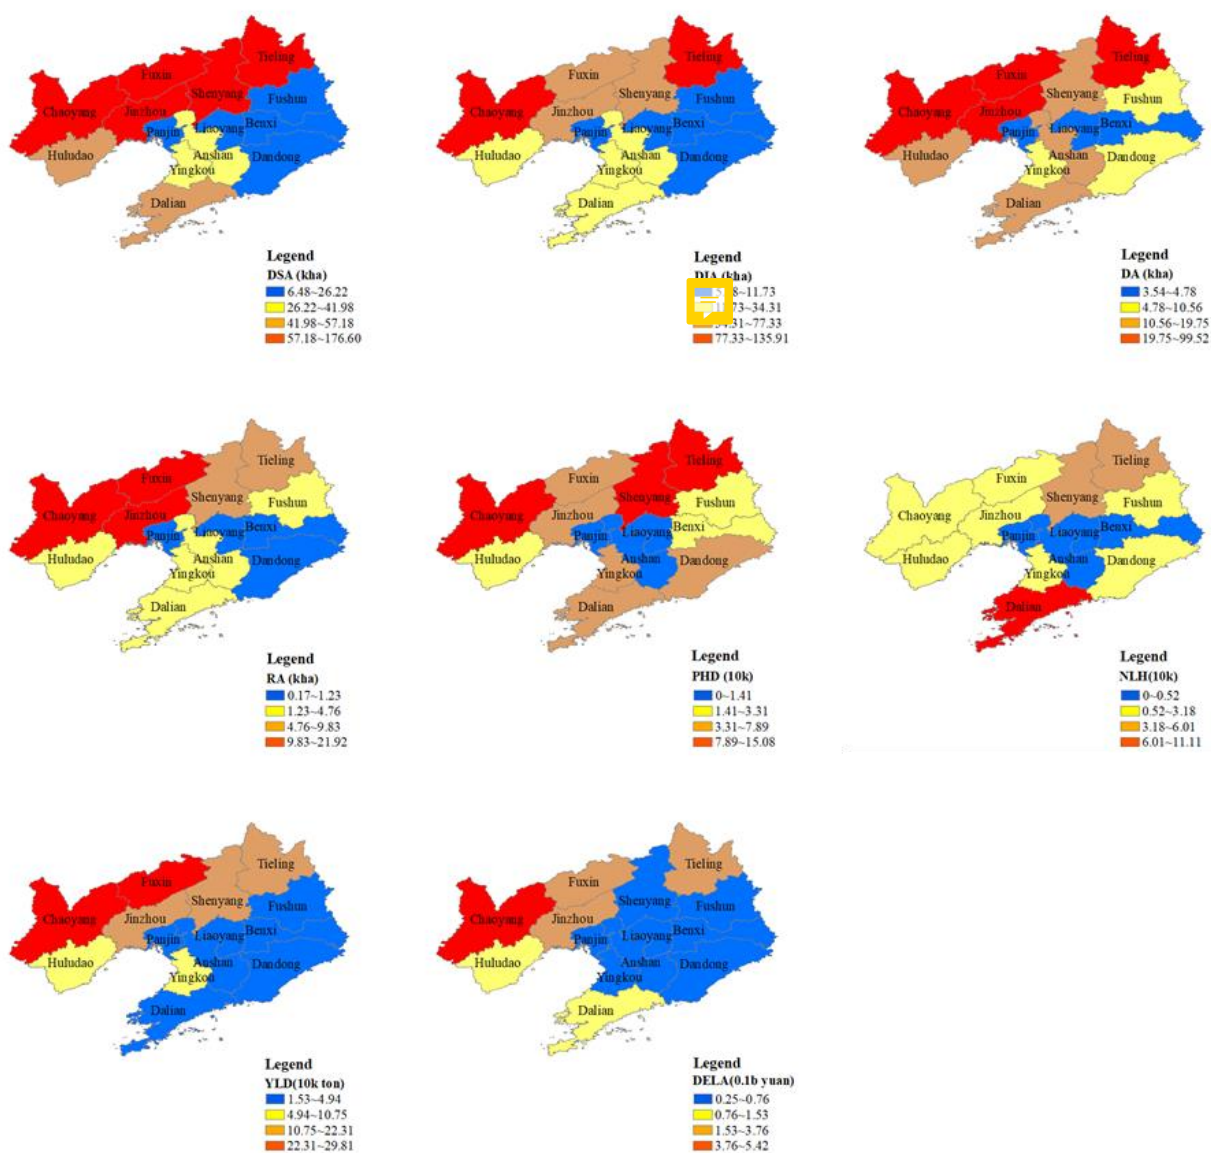 Tieling
Fuxin
Fushun
Chaoyang
Shenyang
Jinzhou
Panjin
Liaoyang
Benxi
Huludao
Anshan
Dandong
Yingkou
Dalian
Legend
DSA (kha)
6.48~26.22
26.22~41.98
41.98~57.18
57.18~176.60
Tieling
Fuxin
Fushun
Chaoyang
Shenyang
Jinzhou
Panjin
Liaoyang
Benxi
Huludao
Anshan
Dandong
Yingkou
Dalian
Legend
DIA (kha)
8~11.73
73~34.31
34.31~77.33
77.33~135.91
Tieling
Fuxin
Fushun
Chaoyang
Shenyang
Jinzhou
Panjin
Liaoyang
Benxi
Huludao
Anshan
Dandong
Yingkou
Dalian
Legend
DA (kha)
3.54~4.78
4.78~10.56
10.56~19.75
19.75~99.52
Tieling
Fuxin
Fushun
Chaoyang
Shenyang
Jinzhou
Panjin
Liaoyang
Benxi
Huludao
Anshan
Dandong
Yingkou
Dalian
Legend
RA (kha)
0.17~1.23
1.23~4.76
4.76~9.83
9.83~21.92
Tieling
Fuxin
Fushun
Chaoyang
Shenyang
Jinzhou
Panjin
Liaoyang
Benxi
Huludao
Anshan
Dandong
Yingkou
Dalian
Legend
PHD (10k)
0~1.41
1.41~3.31
3.31~7.89
7.89~15.08
Tieling
Fuxin
Fushun
Chaoyang
Shenyang
Jinzhou
Panjin
Liaoyang
Benxi
Huludao
Anshan
Dandong
Yingkou
Dalian
Legend
NLH(10k)
0~0.52
0.52~3.18
3.18~6.01
6.01~11.11
Tieling
Fuxin
Fushun
Chaoyang
Shenyang
Jinzhou
Panjin
Liaoyang
Benxi
Huludao
Anshan
Dandong
Yingkou
Dalian
Legend
YLD(10k ton)
1.53~4.94
4.94~10.75
10.75~22.31
22.31~29.81
Tieling
Fuxin
Fushun
Chaoyang
Shenyang
Jinzhou
Panjin
Liaoyang
Benxi
Huludao
Anshan
Dandong
Yingkou
Dalian
Legend
DELA(0.1b yuan)
0.25~0.76
0.76~1.53
1.53~3.76
3.76~5.42